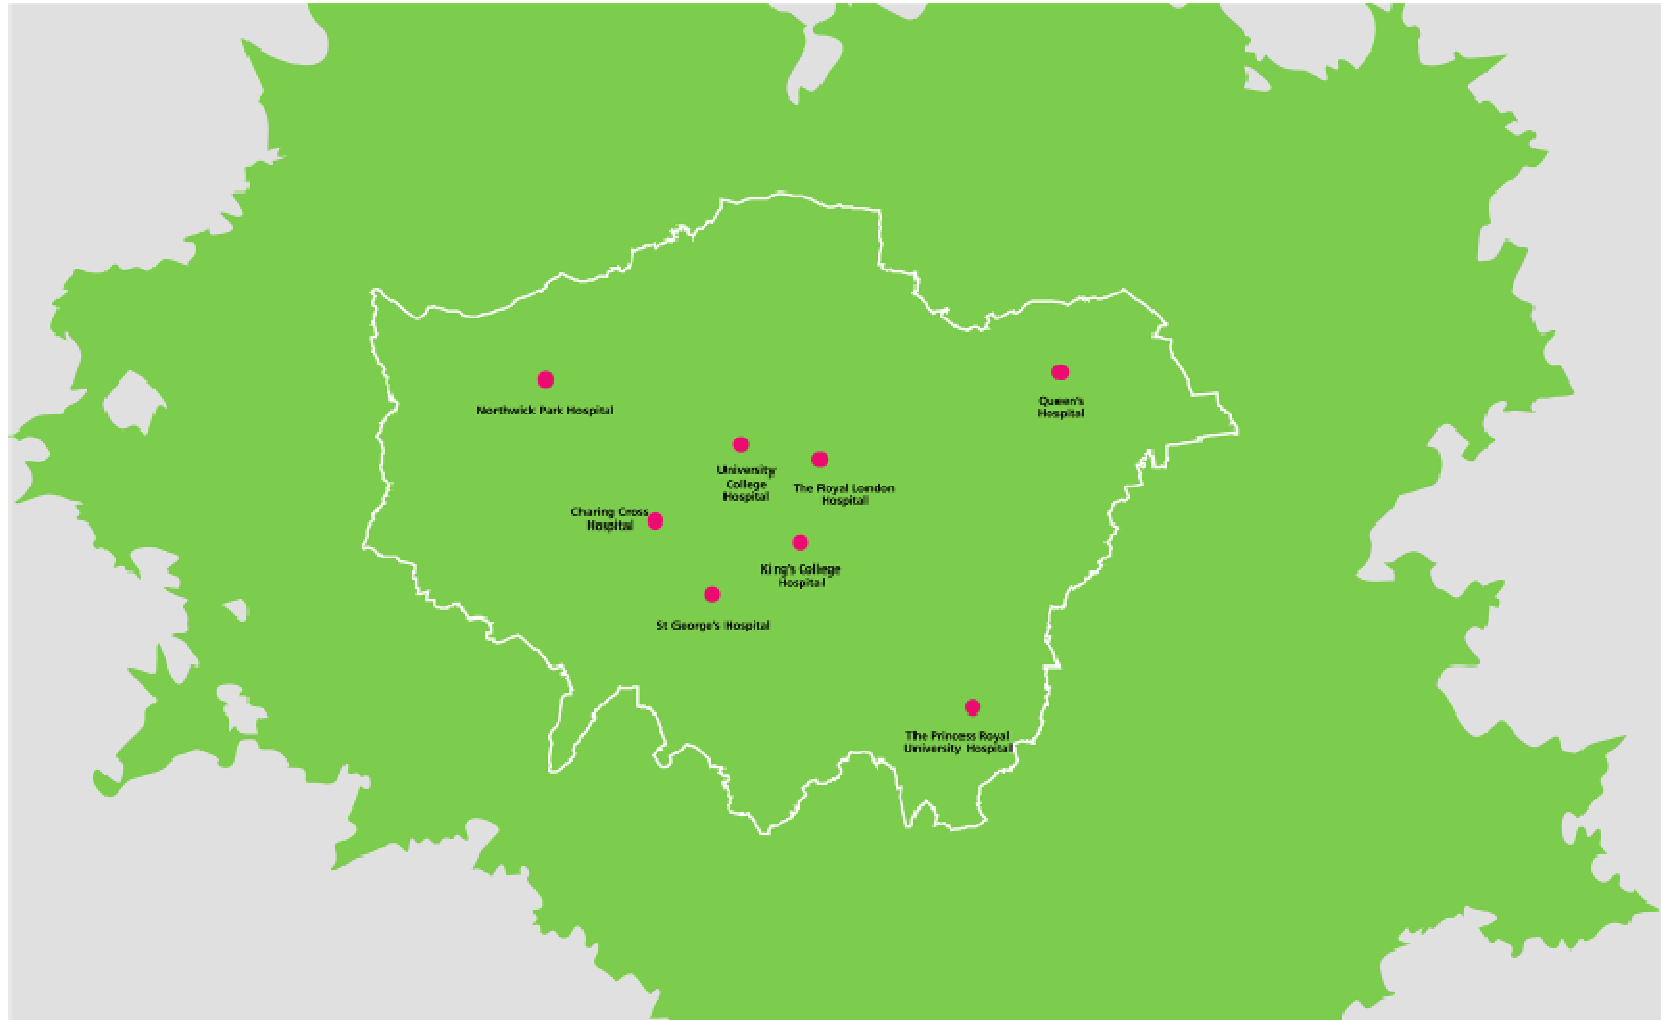 Northwick Park Hospital
Queen's
Hospital
University
College
Hospital
The Royal London
Hospital
Charing Cross
Hospital
King's College
Hospital
St George's Hospital
The Princess Royal
University Hospital